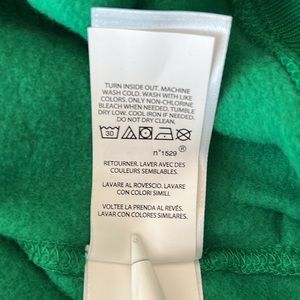 TURN INSIDE OUT. MACHINE
WASH COLD. WASH WITH LIKE
COLORS. ONLY NON-CHLORINE
BLEACH WHEN NEEDED. TUMBLE
DRY LOW. COOL IRON IF NEEDED.
DO NOT DRY CLEAN.
30
n°1529 ®
RETOURNER. LAVER AVEC DES
COULEURS SEMBLABLES.
LAVARE AL ROVESCIO. LAVARE
CON COLORI SIMILI.
VOLTEE LA PRENDA AL REVÉS.
LAVAR CON COLORES SIMILARES.